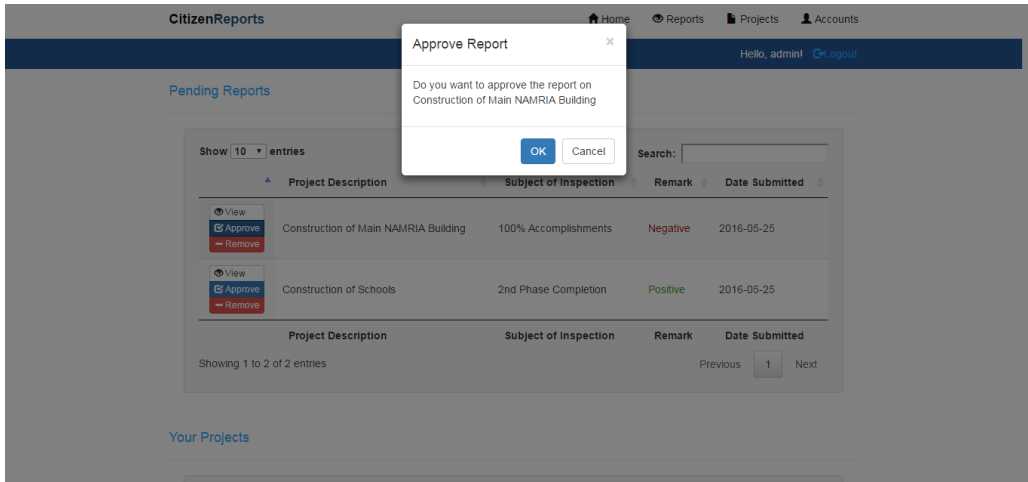 CitizenReports
Home Reports Projects Accounts
Hello, admin! Logout
Approve Report ×
Do you want to approve the report on
Construction of Main NAMRIA Building
OK Cancel
Pending Reports
Show 10 entries Search:
Project Description Subject of Inspection Remark Date Submitted
View
Approve
Remove
Construction of Main NAMRIA Building 100% Accomplishments Negative 2016-05-25
View
Approve
Remove
Construction of Schools 2nd Phase Completion Positive 2016-05-25
Project Description Subject of Inspection Remark Date Submitted
Showing 1 to 2 of 2 entries Previous 1 Next
Your Projects